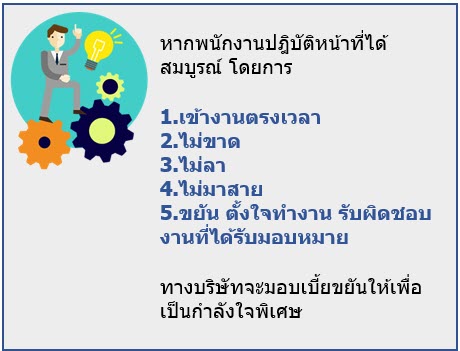 หากพนักงานปฎิบัติหน้าที่ได้
สมบูรณ์ โดยการ
1.เข้างานตรงเวลา
2.ไม่ขาด
3.ไม่ลา
4.ไม่มาสาย
5.ขยัน ตั้งใจทำงาน รับผิดชอบ
งานที่ได้รับมอบหมาย
ทางบริษัทจะมอบเบี้ยขยันให้เพื่อ
เป็นกำลังใจพิเศษ